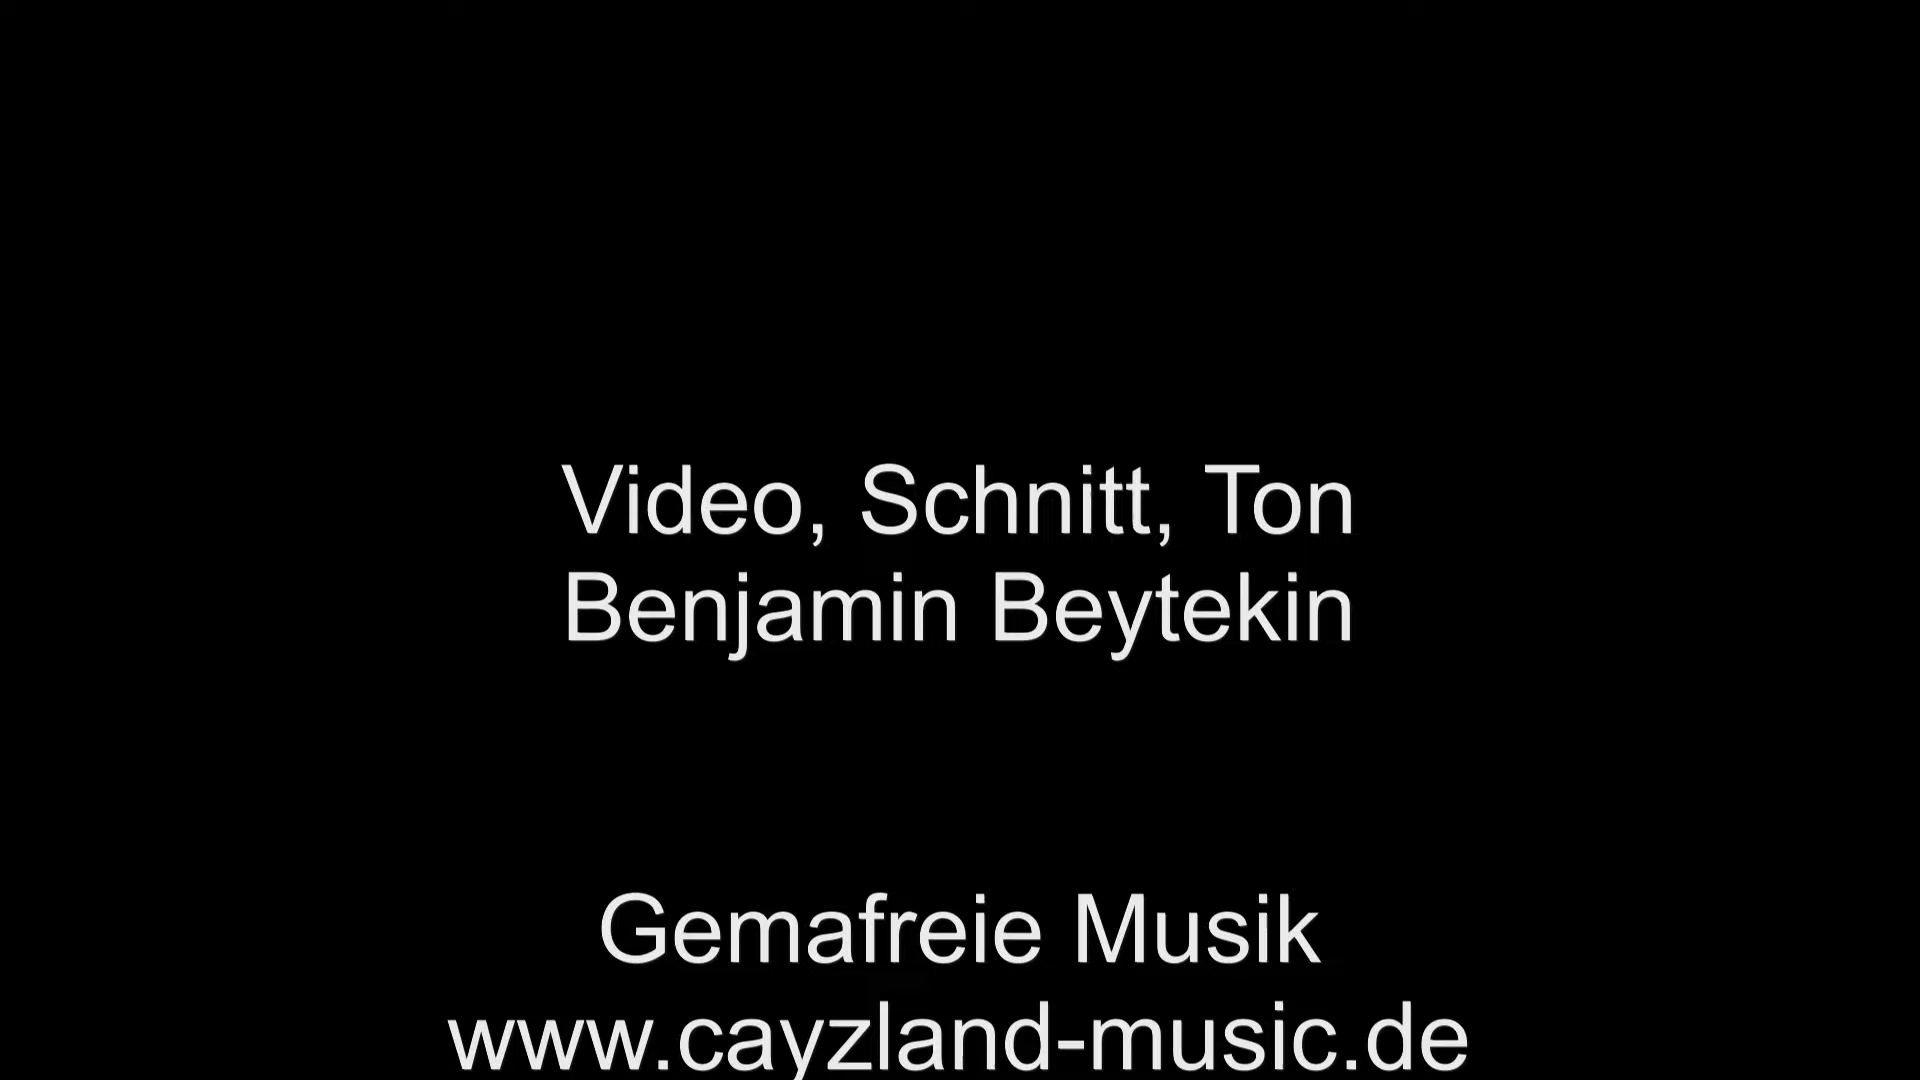 Video, Schnitt, Ton
Benjamin Beytekin
Gemafreie Musik
www.cayzland-music.de